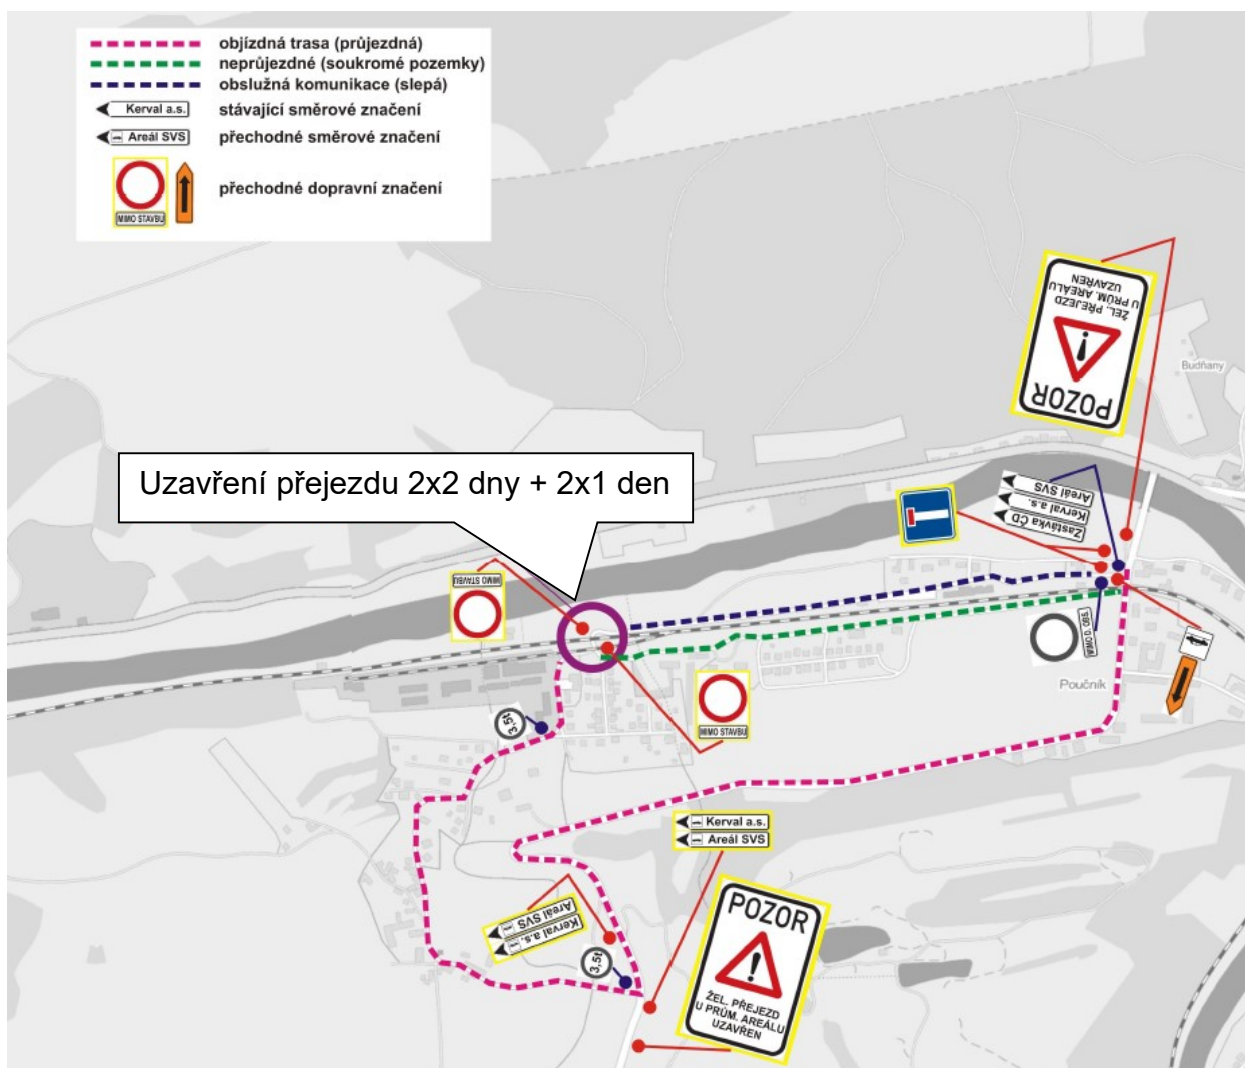 objízdná trasa (průjezdná)
neprůjezdné (soukromé pozemky)
obslužná komunikace (slepá)
Kerval a.s.
stávající směrové značení
Areál SVS
přechodné směrové značení
MIMO STAVBU
přechodné dopravní značení
POZOR
ŽEL. PŘEJEZD
U PRŮM. AREÁLU
UZAVŘEN
Budňany
Uzavření přejezdu 2x2 dny + 2x1 den
Areál SVS
Kerval a.s.
Zastávka ČD
MIMO STAVBU
MIMO D. OBS.
Poučník
3,5t
MIMO STAVBU
Kerval a.s.
Areál SVS
Kerval a.s.
Areál SVS
3,5t
POZOR
ŽEL. PŘEJEZD
U PRŮM. AREÁLU
UZAVŘEN